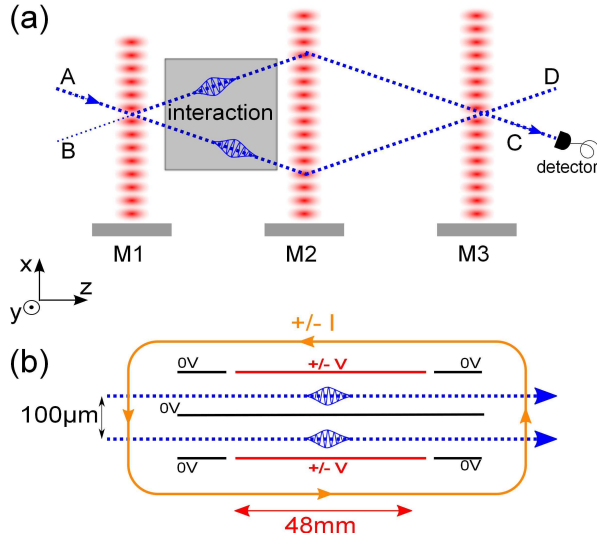 (a)
A
B
interaction
D
C
detector
M1
M2
M3
x
y
z
+/- I
(b)
0V
+/- V
0V
0V
100μm
0V
+/- V
0V
48mm